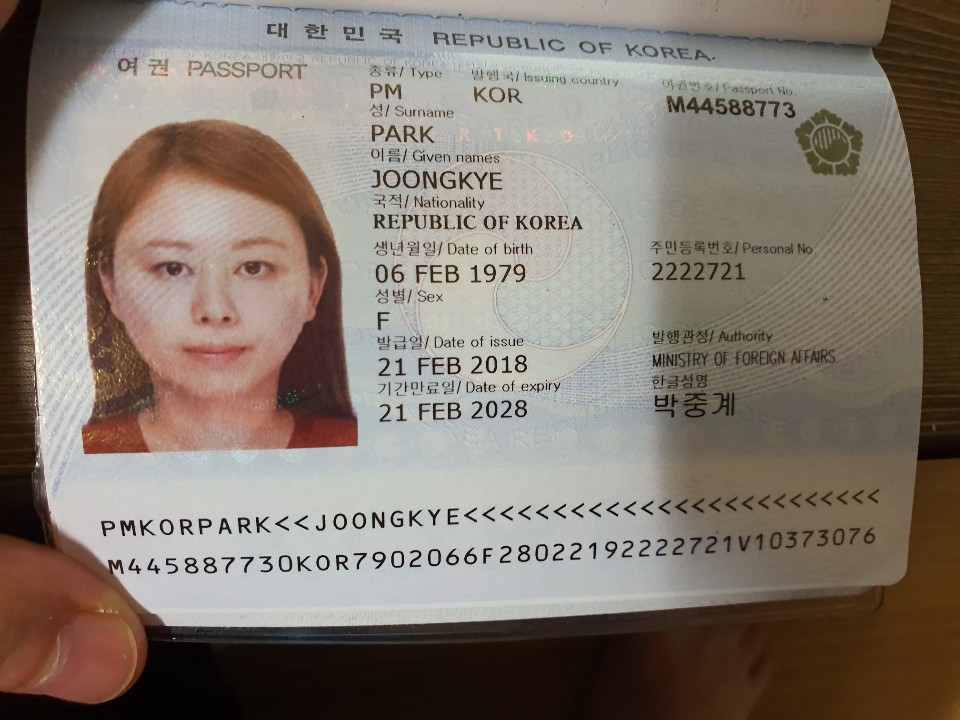 대한민국 REPUBLIC OF KOREA.
여권 PASSPORT
종류/ Type 발행국/ Issuing country 여권번호/ Passport No.
PM KOR M44588773
성/ Surname
PARK
이름/ Given names
JOONGKYE
국적/ Nationality
REPUBLIC OF KOREA
생년월일/ Date of birth 주민등록번호/ Personal No
06 FEB 1979 2222721
성별/ Sex
F
발급일/ Date of issue 발행관청/ Authority
21 FEB 2018 MINISTRY OF FOREIGN AFFAIRS
기간만료일/ Date of expiry 한글성명
21 FEB 2028 박중계
PMKORPARK<<JOONGKYE<<<<<<<<<<<<<<<<<<<<<<<<
M445887730KOR7902066F28022192222721V10373076